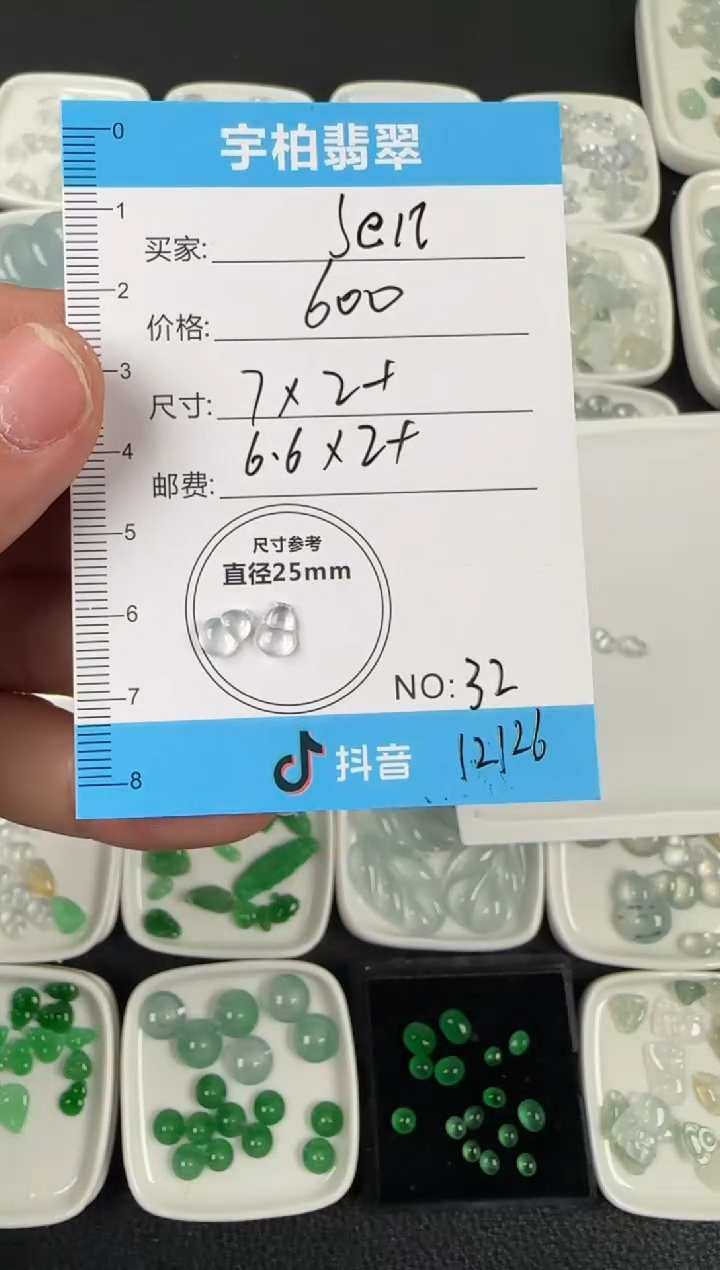 宇柏翡翠
0
1
2
3
4
5
6
7
8
买家: Jen
价格: 600
尺寸: 7×2+
6.6×2+
邮费:
尺寸参考
直径25mm
NO: 32
抖音 12126